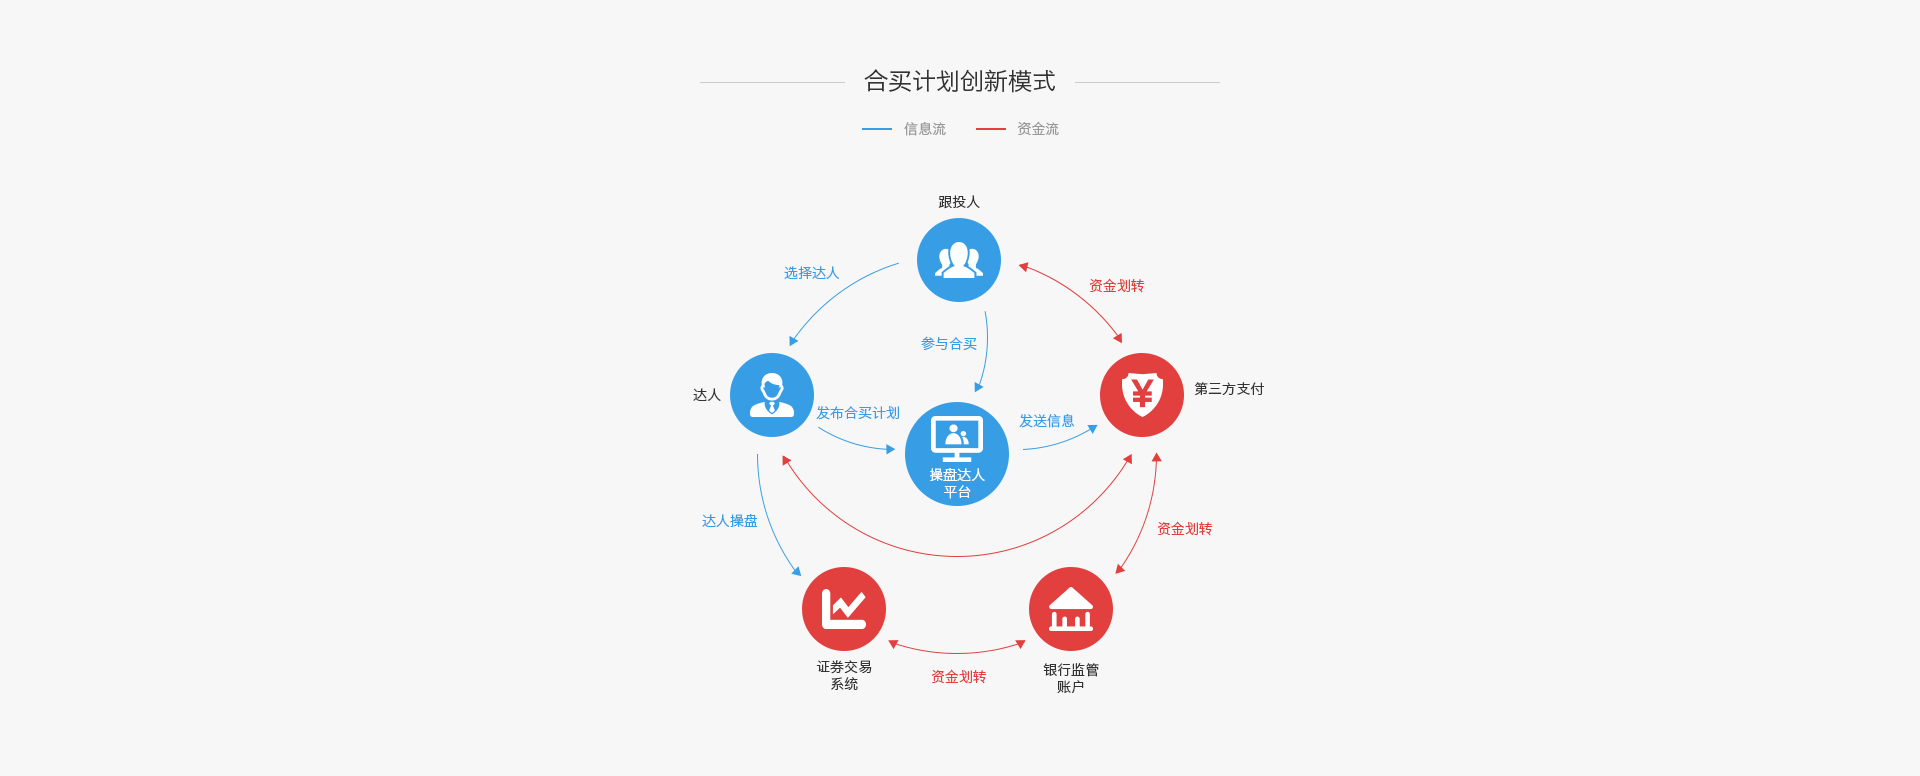 合买计划创新模式
信息流
资金流
跟投人
选择达人
资金划转
参与合买
达人
第三方支付
发布合买计划
发送信息
操盘达人
平台
达人操盘
资金划转
证券交易
系统
资金划转
银行监管
账户